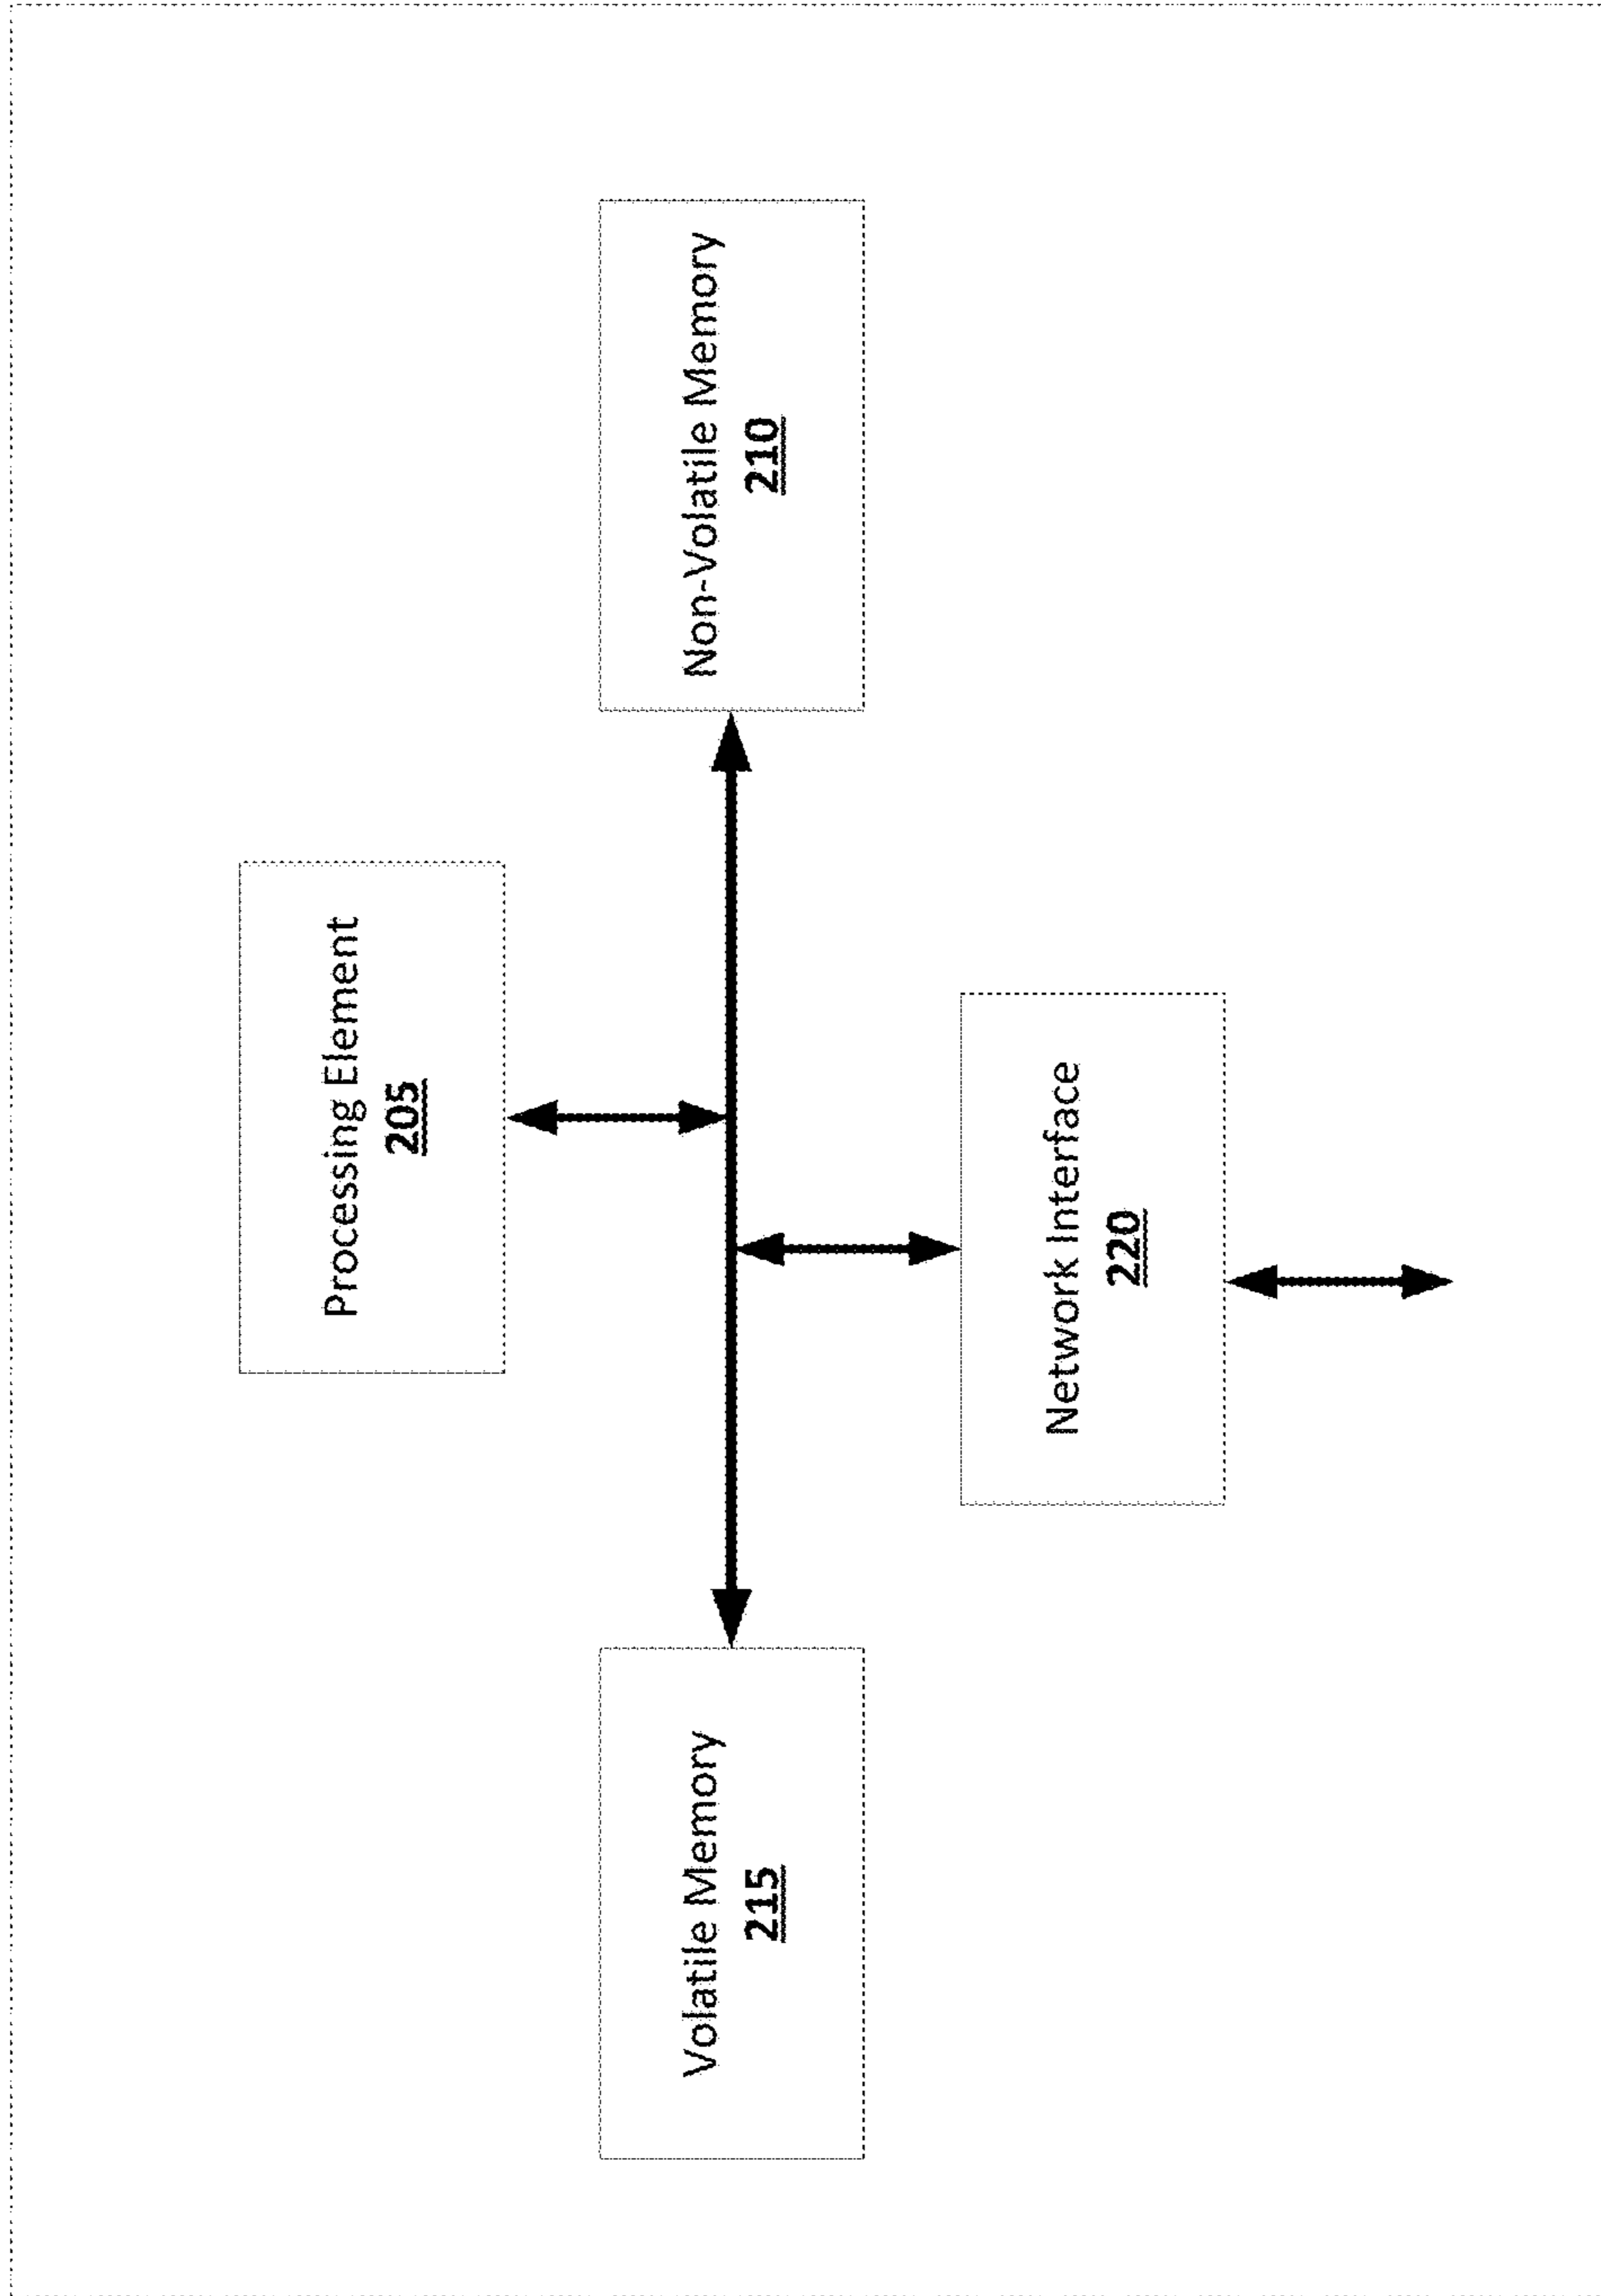 Processing Element
205
Volatile Memory
215
Non-Volatile Memory
210
Network Interface
220